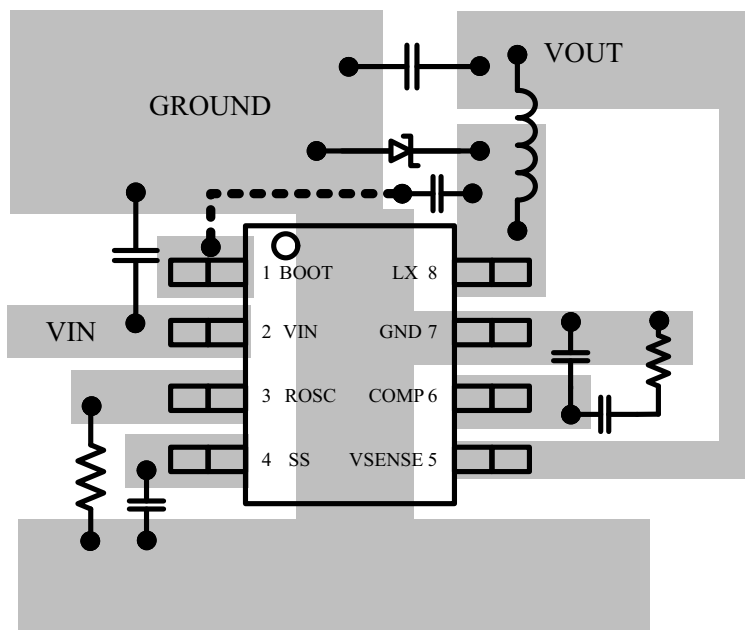 VOUT
GROUND
1 BOOT LX 8
VIN
2 VIN GND 7
3 ROSC COMP 6
4 SS VSENSE 5